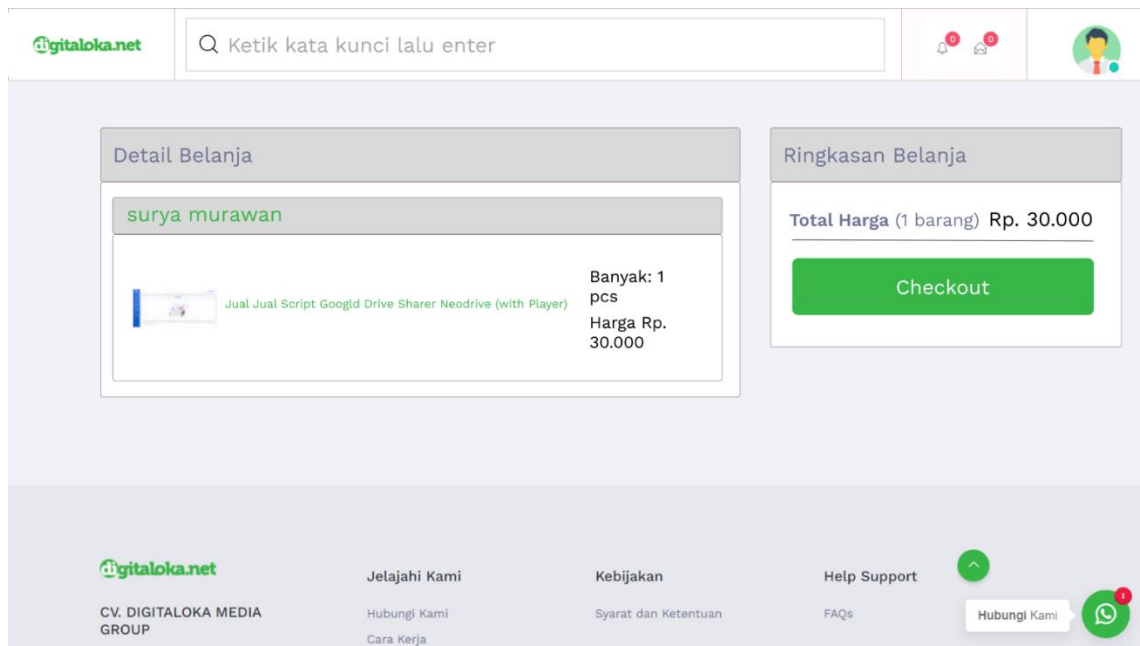 digitaloka.net
Ketik kata kunci lalu enter
0
0
Detail Belanja
surya murawan
Jual Jual Script Googld Drive Sharer Neodrive (with Player)
Banyak: 1
pcs
Harga Rp.
30.000
Ringkasan Belanja
Total Harga (1 barang) Rp. 30.000
Checkout
digitaloka.net
CV. DIGITALOKA MEDIA
GROUP
Jelajahi Kami
Hubungi Kami
Cara Kerja
Kebijakan
Syarat dan Ketentuan
Help Support
FAQs
Hubungi Kami
1